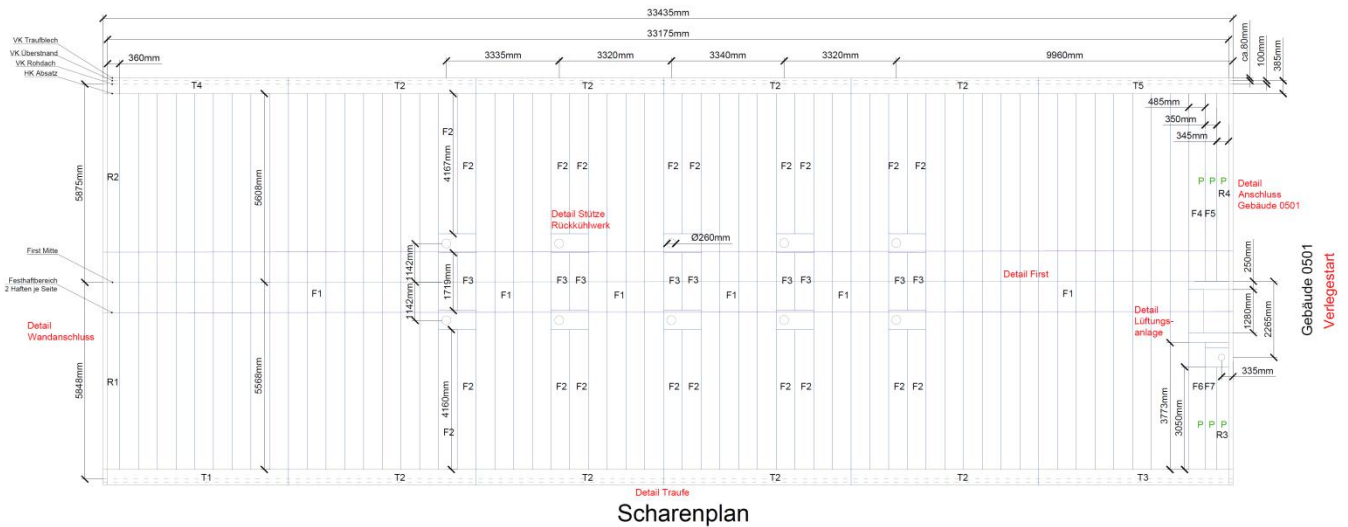 33435mm
33175mm
VK Traufblech
VK Überstnand
VK Rohdach
HK Absatz
360mm
3335mm
3320mm
3340mm
3320mm
9960mm
ca.80mm
100mm
385mm
T4
T2
T2
T2
T2
T5
485mm
350mm
345mm
F2
4167mm
F2
F2 F2
F2 F2
F2 F2
F2 F2
5875mm
R2
5608mm
P P P
R4
Detail
Anschluss
Gebäude 0501
F4 F5
Detail Stütze
Rückkühlwerk
Ø260mm
First Mitte
1142mm
1719mm
1142mm
F3
F3 F3
F3 F3
F3 F3
F3 F3
Detail First
250mm
Festhaftbereich
2 Haften je Seite
F1
F1
F1
F1
F1
F1
1280mm
2265mm
Gebäude 0501
Verlegestart
Detail
Wandanschluss
Detail
Lüftungs-
anlage
335mm
5848mm
R1
5568mm
4160mm
F2
F2
F2 F2
F2 F2
F2 F2
F2 F2
3773mm
3050mm
F6 F7
P P P
R3
T1
T2
T2
T2
T2
T3
Detail Traufe
Scharenplan